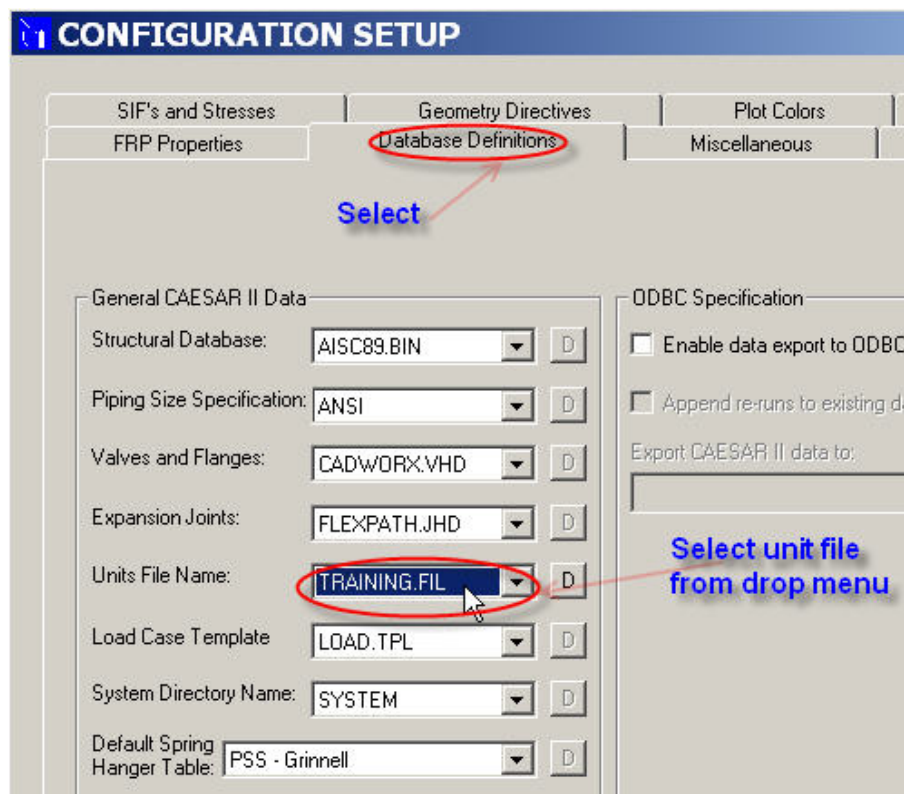 CONFIGURATION SETUP
SIF's and Stresses
Geometry Directives
Plot Colors
FRP Properties
Database Definitions
Miscellaneous
Select
General CAESAR II Data
Structural Database:
AISC89.BIN
D
Piping Size Specification:
ANSI
D
Valves and Flanges:
CADWORX.VHD
D
Expansion Joints:
FLEXPATH.JHD
D
Units File Name:
TRAINING.FIL
D
Load Case Template
LOAD.TPL
D
System Directory Name:
SYSTEM
D
Default Spring
Hanger Table:
PSS - Grinnell
D
ODBC Specification
Enable data export to ODBC
Append re-runs to existing
Export CAESAR II data to:
Select unit file
from drop menu